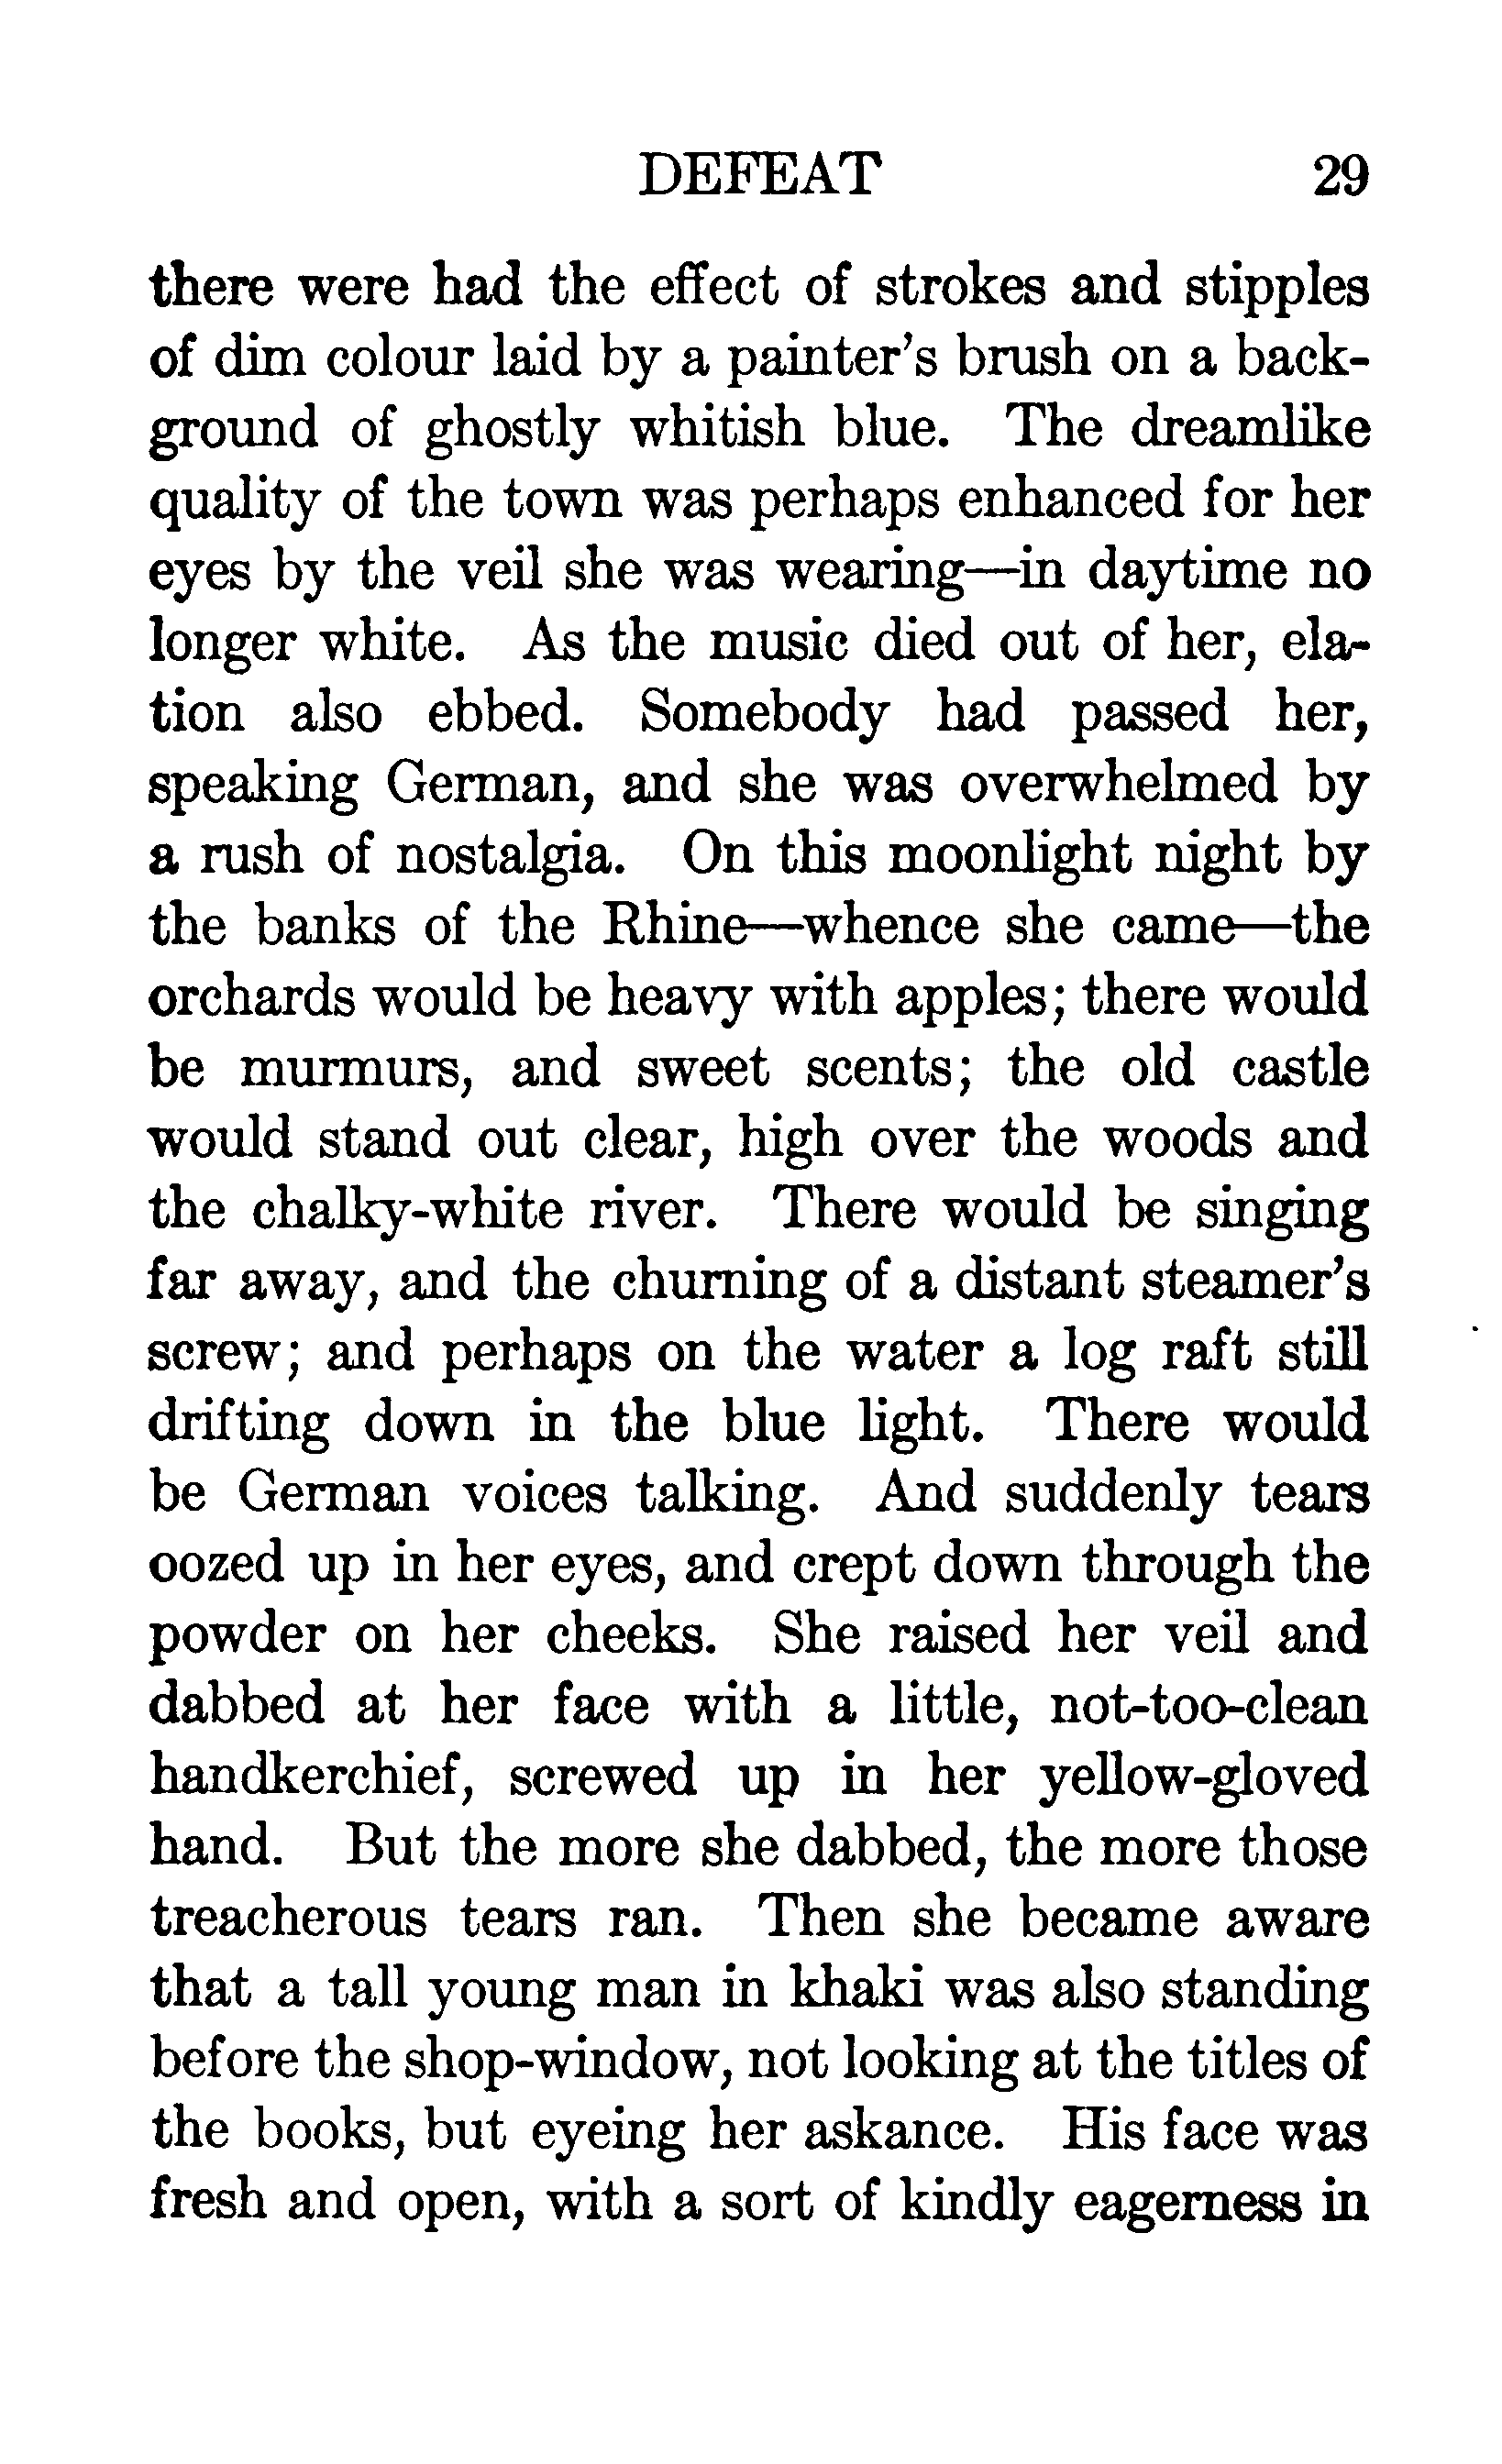 DEFEAT 29
there were had the effect of strokes and stipples
of dim colour laid by a painter's brush on a back-
ground of ghostly whitish blue. The dreamlike
quality of the town was perhaps enhanced for her
eyes by the veil she was wearing—in daytime no
longer white. As the music died out of her, ela-
tion also ebbed. Somebody had passed her,
speaking German, and she was overwhelmed by
a rush of nostalgia. On this moonlight night by
the banks of the Rhine—whence she came—the
orchards would be heavy with apples; there would
be murmurs, and sweet scents; the old castle
would stand out clear, high over the woods and
the chalky-white river. There would be singing
far away, and the churning of a distant steamer's
screw; and perhaps on the water a log raft still
drifting down in the blue light. There would
be German voices talking. And suddenly tears
oozed up in her eyes, and crept down through the
powder on her cheeks. She raised her veil and
dabbed at her face with a little, not-too-clean
handkerchief, screwed up in her yellow-gloved
hand. But the more she dabbed, the more those
treacherous tears ran. Then she became aware
that a tall young man in khaki was also standing
before the shop-window, not looking at the titles of
the books, but eyeing her askance. His face was
fresh and open, with a sort of kindly eagerness in